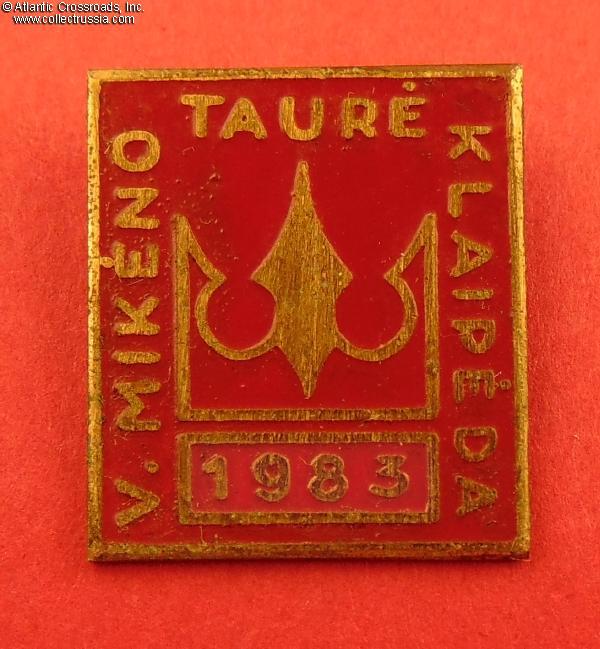 © Atlantic Crossroads, Inc.
www.collectrussia.com
V. MIKĖNO
TAURĖ
KLAIPĖDA
1983